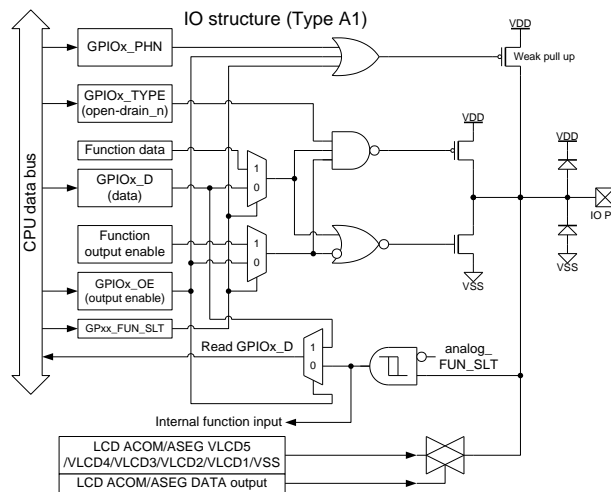 IO structure (Type A1)
CPU data bus
GPIOx_PHN
GPIOx_TYPE
(open-drain_n)
Function data
GPIOx_D
(data)
Function
output enable
GPIOx_OE
(output enable)
GPxx_FUN_SLT
1
0
1
0
VDD
Weak pull up
VDD
VSS
VDD
VSS
IO P
Read GPIOx_D
1
0
analog_
FUN_SLT
Internal function input
LCD ACOM/ASEG VLCD5
/VLCD4/VLCD3/VLCD2/VLCD1/VSS
LCD ACOM/ASEG DATA output